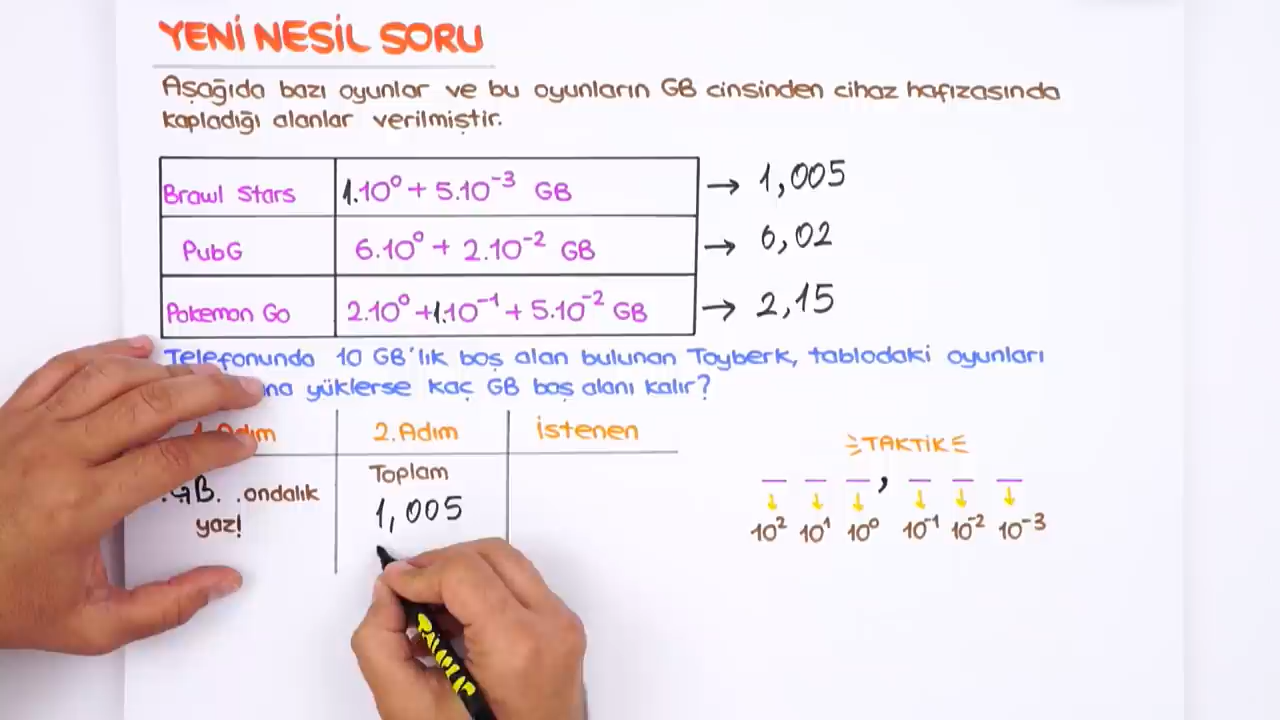 YENİ NESİL SORU
Aşağıda bazı oyunlar ve bu oyunların GB cinsinden cihaz hafızasında
kapladığı alanlar verilmiştir.
Brawl Stars 1.10⁰ + 5.10⁻³ GB → 1,005
PubG 6.10⁰ + 2.10⁻² GB → 6,02
Pokemon Go 2.10⁰ + 1.10⁻¹ + 5.10⁻² GB → 2,15
Telefonunda 10 GB'lık boş alan bulunan Toyberk, tablodaki oyunları
yüklerse kaç GB boş alanı kalır?
2. Adım İstenen
TAKTİK
Toplam
GB. .ondalık
yaz!
1,005
_ _ _ , _ _ _
10² 10¹ 10⁰ 10⁻¹ 10⁻² 10⁻³